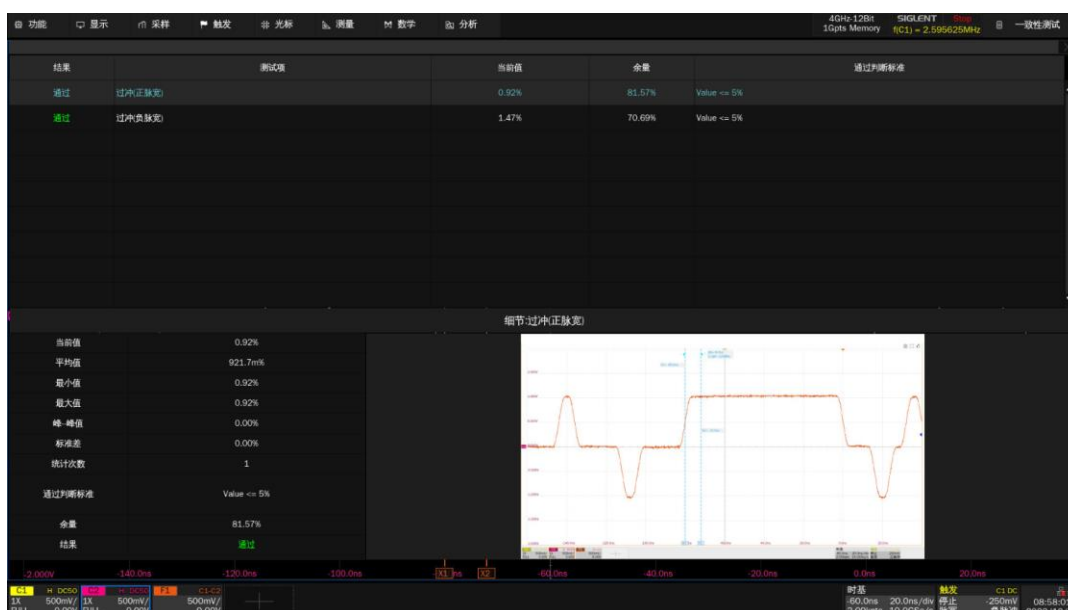 功能 显示 采样 触发 光标 测量 M 数学 分析 4GHz-12Bit SIGLENT Stop 一致性测试
1Gpts Memory f(C1) = 2.595625MHz
结果 测试项 当前值 余量 通过判断标准
通过 过冲(正脉宽) 0.92% 81.57% Value <= 5%
通过 过冲(负脉宽) 1.47% 70.69% Value <= 5%
细节:过冲(正脉宽)
当前值 0.92%
平均值 921.7m%
最小值 0.92%
最大值 0.92%
峰-峰值 0.00%
标准差 0.00%
统计次数 1
通过判断标准 Value <= 5%
余量 81.57%
结果 通过
-2.000V -140.0ns -120.0ns -100.0ns X1 ns X2 -60.0ns -40.0ns -20.0ns 0.0ns 20.0ns
C1 H DC50 C2 H DC50 F1 C1-C2 时基 触发 C1 DC
1X 500mV/ 1X 500mV/ 500mV/ -60.0ns 20.0ns/div 停止 -250mV 08:58:0